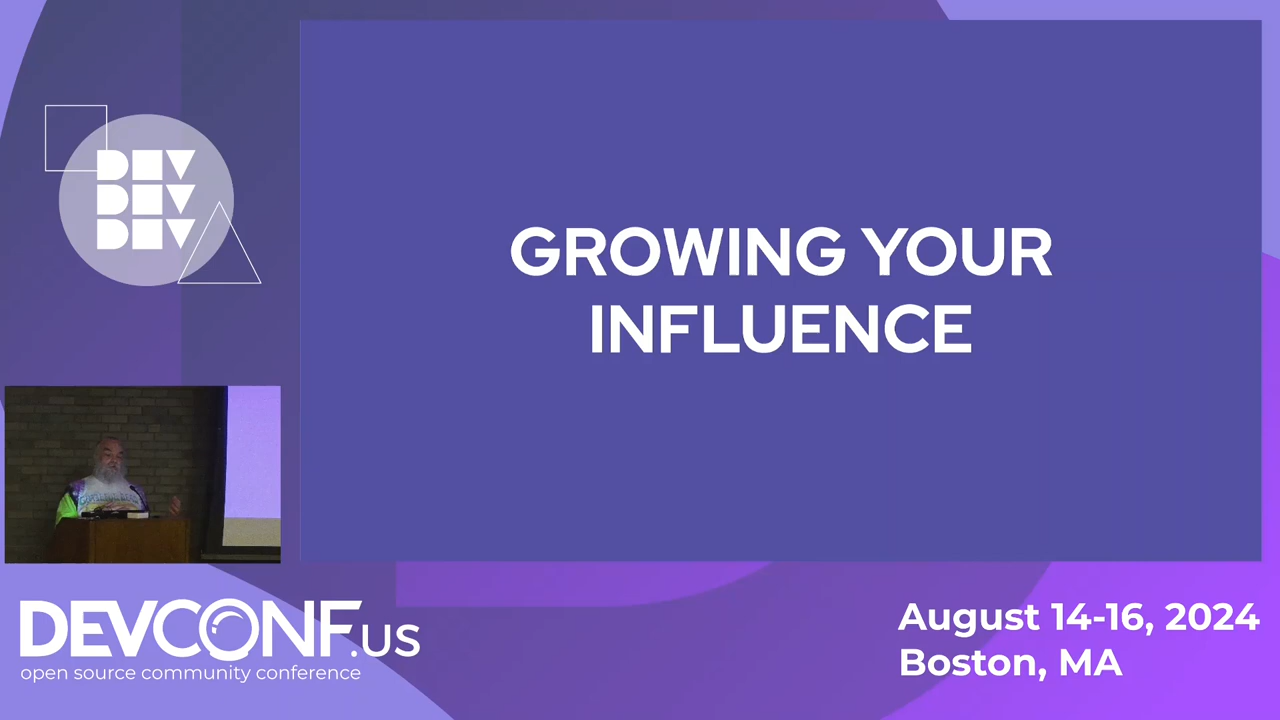 DEV
DEV
DEV
GROWING YOUR
INFLUENCE
DEVCONF.US
open source community conference
August 14-16, 2024
Boston, MA